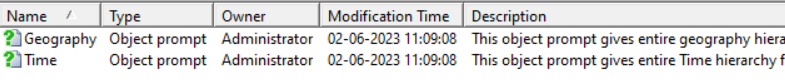 Name / Type Owner Modification Time Description
Geography Object prompt Administrator 02-06-2023 11:09:08 This object prompt gives entire geography hiera
Time Object prompt Administrator 02-06-2023 11:09:08 This object prompt gives entire Time hierarchy f